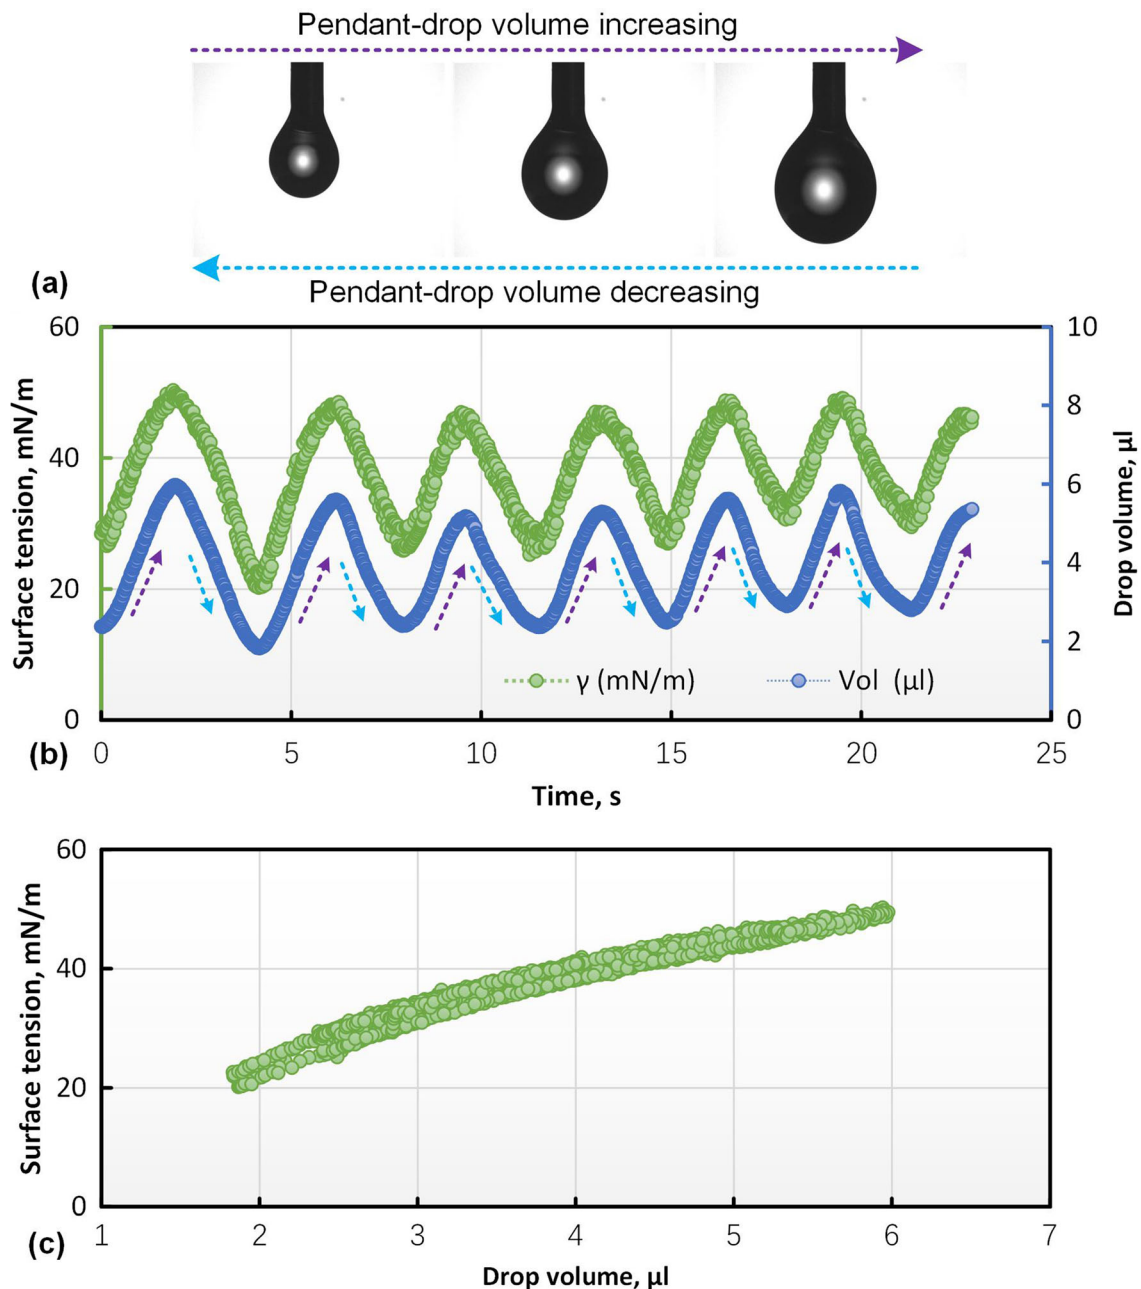 Pendant-drop volume increasing
(a)
Pendant-drop volume decreasing
60
40
20
0
Surface tension, mN/m
10
8
6
4
2
0
Drop volume, µl
γ (mN/m)
Vol (µl)
(b)
0 5 10 15 20 25
Time, s
60
40
20
0
Surface tension, mN/m
(c)
1 2 3 4 5 6 7
Drop volume, µl